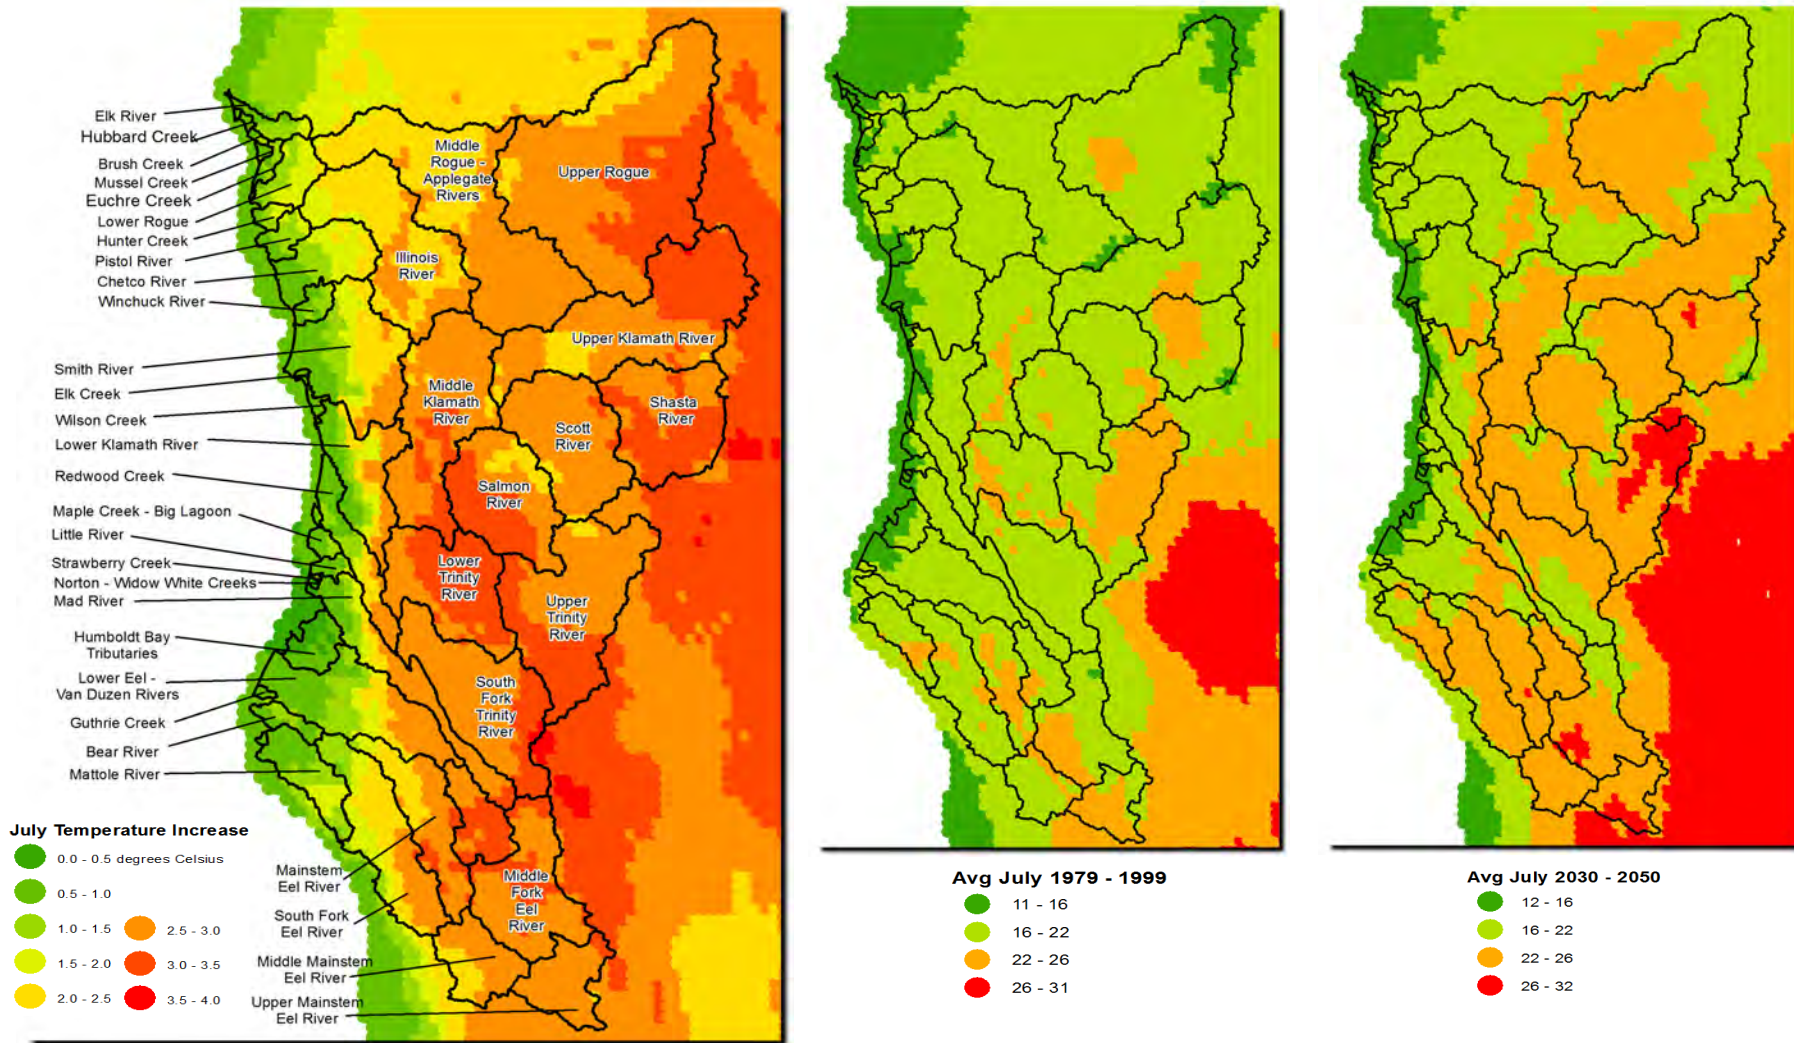 Elk River
Hubbard Creek
Brush Creek
Mussel Creek
Euchre Creek
Lower Rogue
Hunter Creek
Pistol River
Chetco River
Winchuck River
Smith River
Elk Creek
Wilson Creek
Lower Klamath River
Redwood Creek
Maple Creek - Big Lagoon
Little River
Strawberry Creek
Norton - Widow White Creeks
Mad River
Humboldt Bay
Tributaries
Lower Eel -
Van Duzen Rivers
Guthrie Creek
Bear River
Mattole River
Middle
Rogue -
Applegate
Rivers
Upper Rogue
Illinois
River
Upper Klamath River
Middle
Klamath
River
Shasta
River
Scott
River
Salmon
River
Lower
Trinity
River
Upper
Trinity
River
South
Fork
Trinity
River
Mainstem
Eel River
South Fork
Eel River
Middle
Fork
Eel
River
Middle Mainstem
Eel River
Upper Mainstem
Eel River
July Temperature Increase
0.0 - 0.5 degrees Celsius
0.5 - 1.0
1.0 - 1.5
1.5 - 2.0
2.0 - 2.5
2.5 - 3.0
3.0 - 3.5
3.5 - 4.0
Avg July 1979 - 1999
11 - 16
16 - 22
22 - 26
26 - 31
Avg July 2030 - 2050
12 - 16
16 - 22
22 - 26
26 - 32